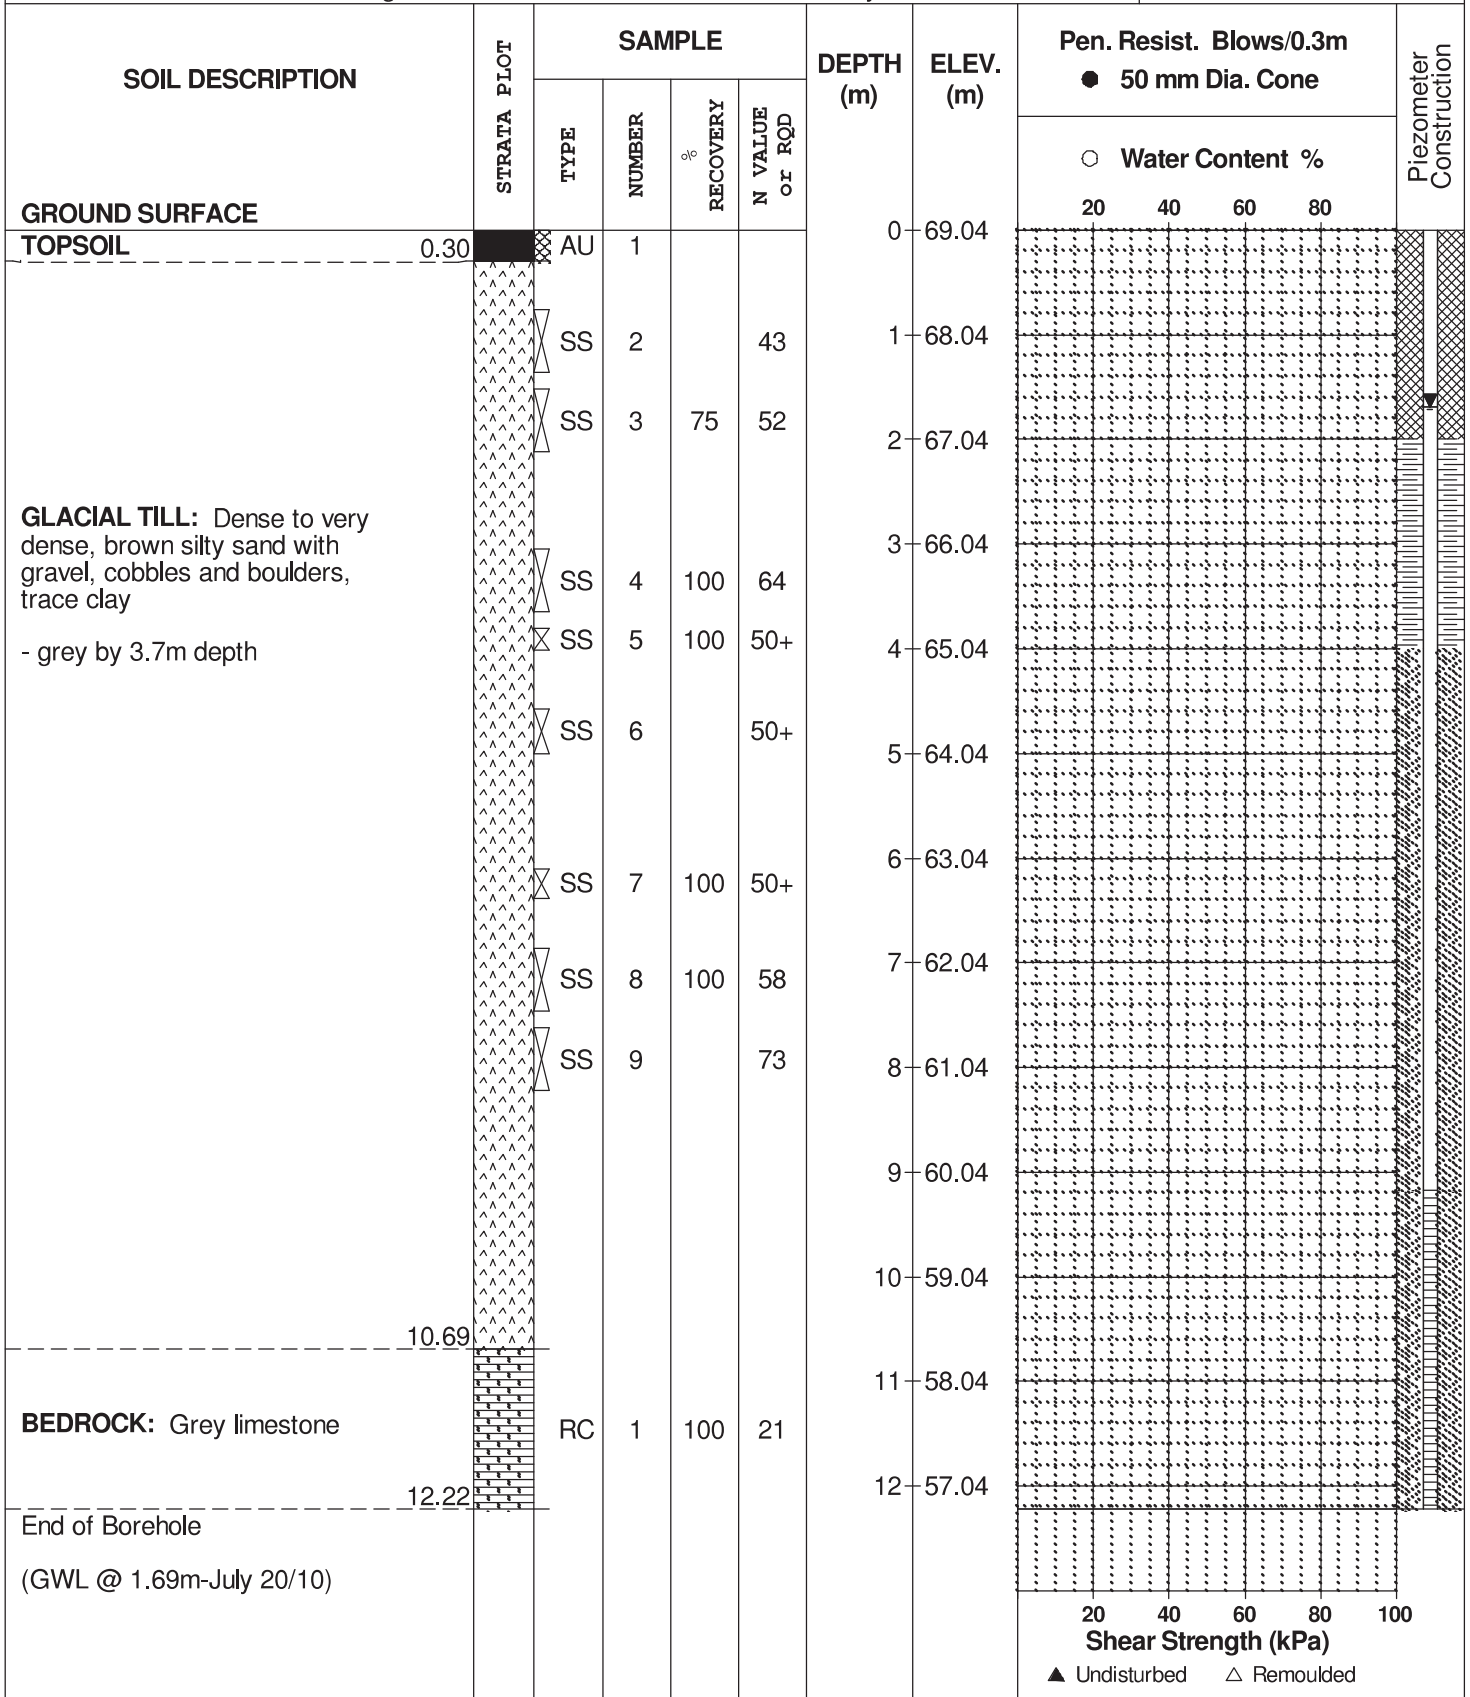 SOIL DESCRIPTION
GROUND SURFACE
STRATA PLOT
SAMPLE
TYPE
NUMBER
%
RECOVERY
N VALUE
or RQD
DEPTH
(m)
ELEV.
(m)
Pen. Resist. Blows/0.3m
● 50 mm Dia. Cone
○ Water Content %
20 40 60 80
Piezometer
Construction
TOPSOIL 0.30 AU 1
0 69.04
SS 2 43
1 68.04
SS 3 75 52
2 67.04
GLACIAL TILL: Dense to very
dense, brown silty sand with
gravel, cobbles and boulders,
trace clay
- grey by 3.7m depth
3 66.04
SS 4 100 64
SS 5 100 50+
4 65.04
SS 6 50+
5 64.04
6 63.04
SS 7 100 50+
7 62.04
SS 8 100 58
SS 9 73
8 61.04
9 60.04
10 59.04
10.69
11 58.04
BEDROCK: Grey limestone
RC 1 100 21
12 57.04
12.22
End of Borehole
(GWL @ 1.69m-July 20/10)
20 40 60 80 100
Shear Strength (kPa)
▲ Undisturbed △ Remoulded